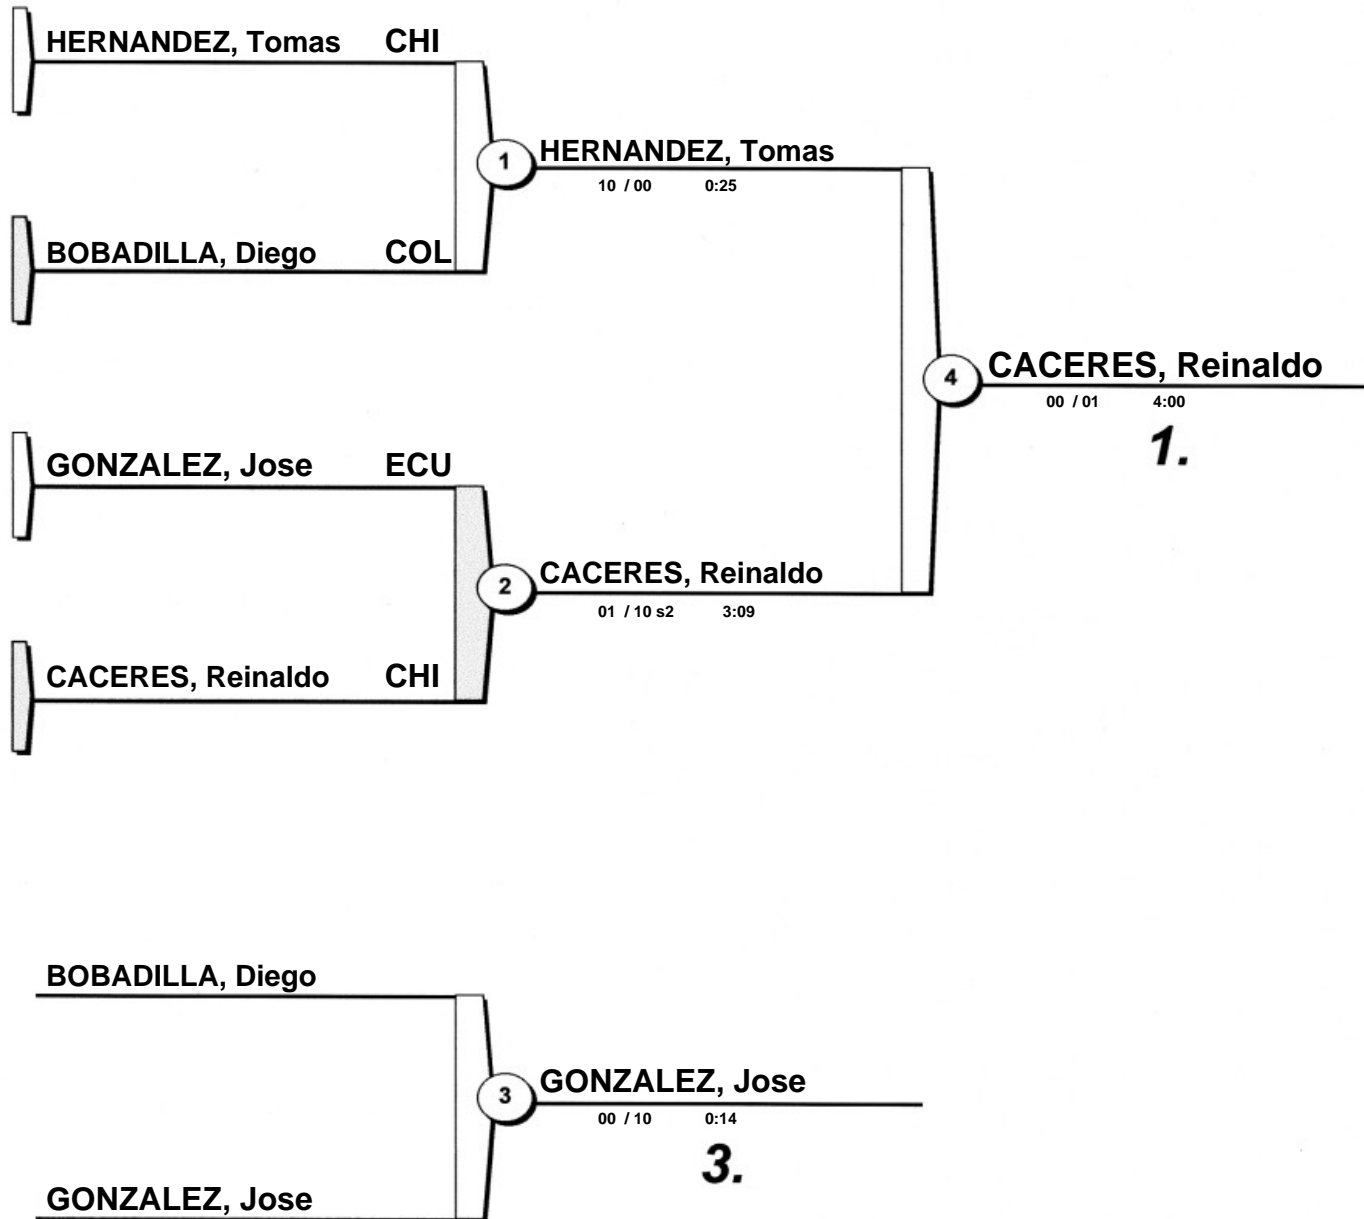 HERNANDEZ, Tomas CHI
1 HERNANDEZ, Tomas
10 / 00 0:25
BOBADILLA, Diego COL
4 CACERES, Reinaldo
00 / 01 4:00
1.
GONZALEZ, Jose ECU
2 CACERES, Reinaldo
01 / 10 s2 3:09
CACERES, Reinaldo CHI
BOBADILLA, Diego
3 GONZALEZ, Jose
00 / 10 0:14
3.
GONZALEZ, Jose